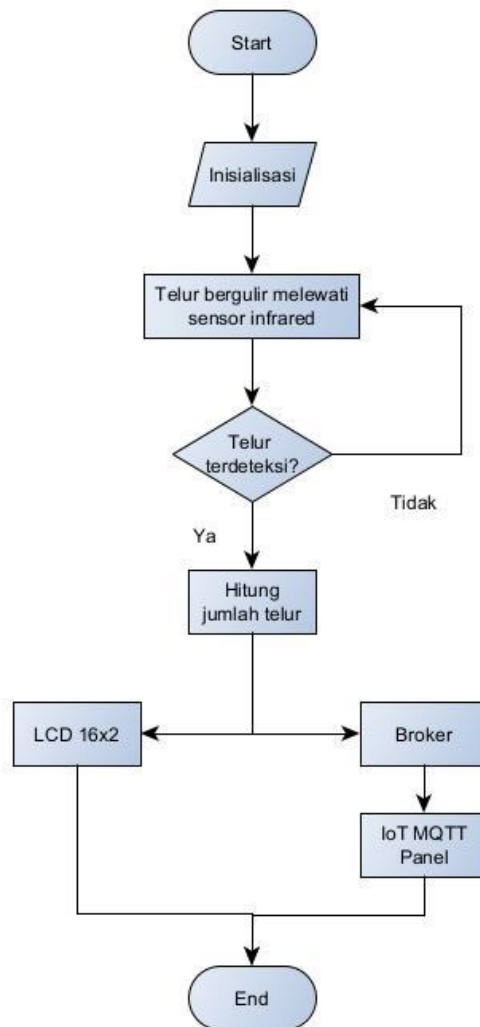 Start
Inisialisasi
Telur bergulir melewati
sensor infrared
Telur
terdeteksi?
Tidak
Ya
Hitung
jumlah telur
LCD 16x2
Broker
IoT MQTT
Panel
End